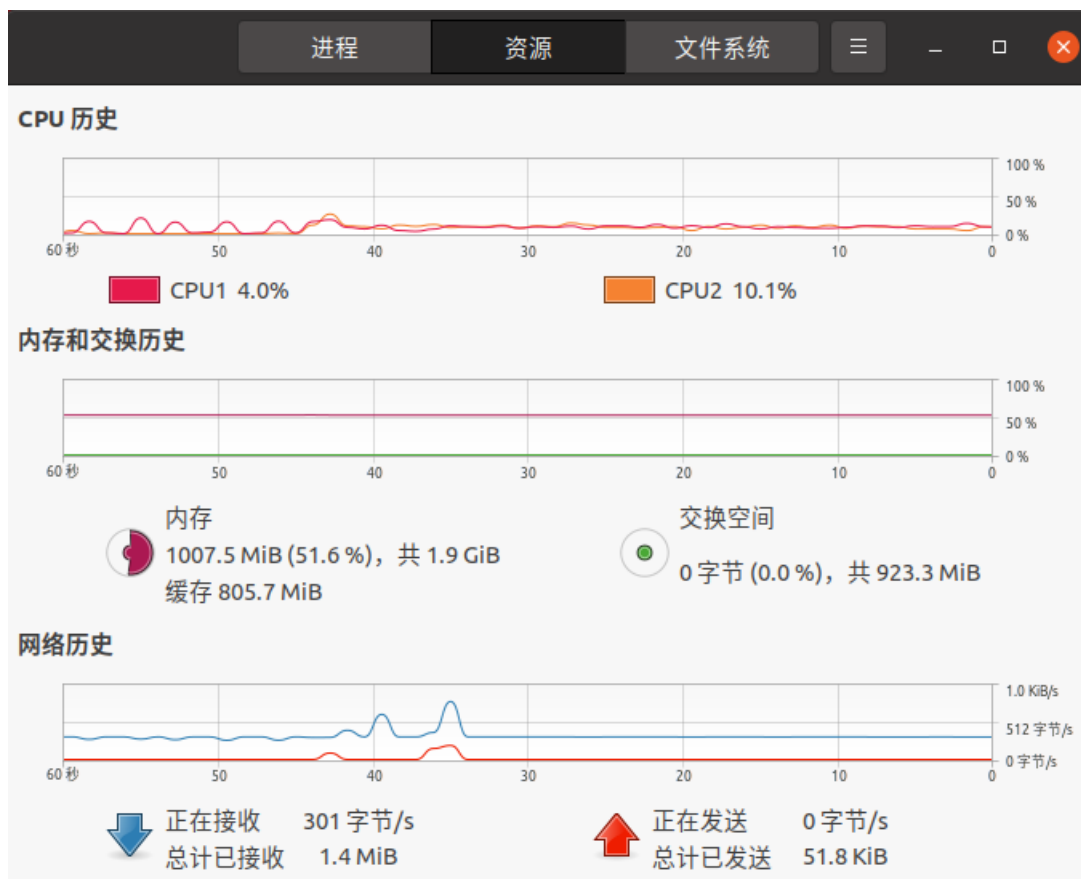 进程 资源 文件系统
CPU 历史
100 %
50 %
0 %
60 秒 50 40 30 20 10 0
CPU1 4.0% CPU2 10.1%
内存和交换历史
100 %
50 %
0 %
60 秒 50 40 30 20 10 0
内存
1007.5 MiB (51.6 %)，共 1.9 GiB
缓存 805.7 MiB
交换空间
0 字节 (0.0 %)，共 923.3 MiB
网络历史
1.0 KiB/s
512 字节/s
0 字节/s
60 秒 50 40 30 20 10 0
正在接收 301 字节/s
总计已接收 1.4 MiB
正在发送 0 字节/s
总计已发送 51.8 KiB